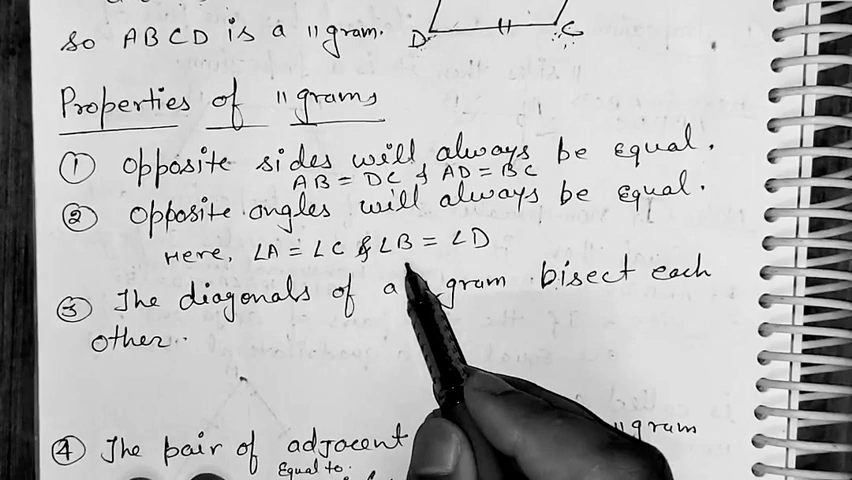 so ABCD is a ||gram. D C
Properties of ||grams
① opposite sides will always be equal.
AB = DC & AD = BC
② opposite angles will always be equal.
Here, ∠A = ∠C & ∠B = ∠D
③ The diagonals of a gram bisect each
other.
④ The pair of adjacent ||gram
Equal to